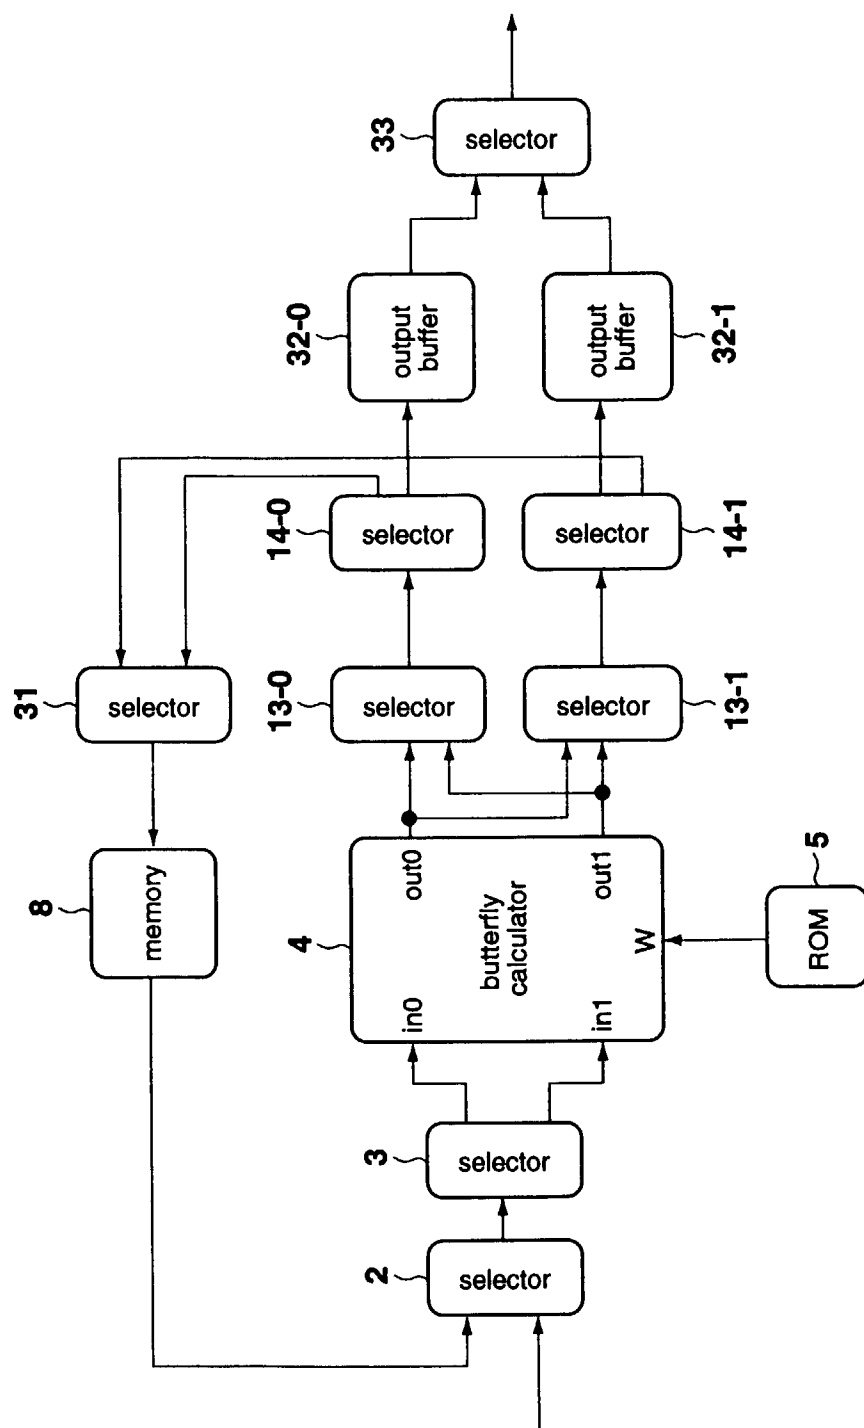 33
selector
32-0
output
buffer
output
buffer
32-1
14-0
selector
selector
14-1
31
selector
13-0
selector
selector
13-1
8
memory
4
butterfly
calculator
in0
in1
out0
out1
W
5
ROM
3
selector
2
selector